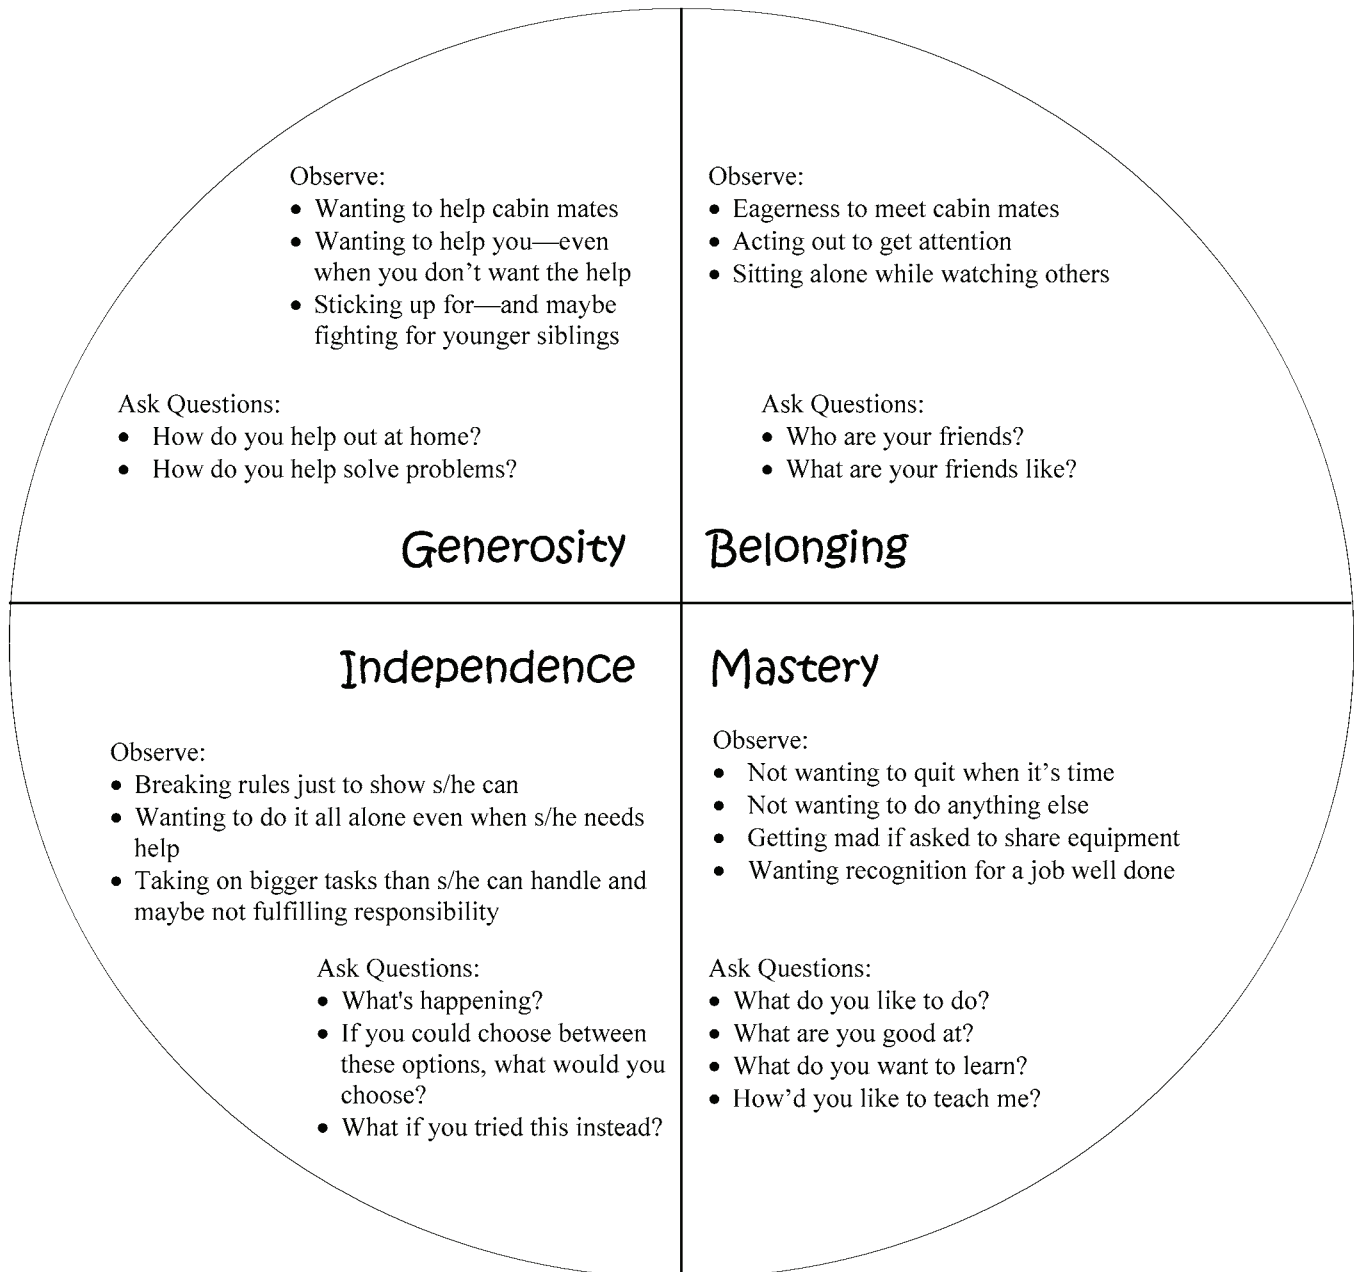 Observe:
• Wanting to help cabin mates
• Wanting to help you—even
when you don’t want the help
• Sticking up for—and maybe
fighting for younger siblings
Ask Questions:
• How do you help out at home?
• How do you help solve problems?
Generosity
Observe:
• Eagerness to meet cabin mates
• Acting out to get attention
• Sitting alone while watching others
Ask Questions:
• Who are your friends?
• What are your friends like?
Belonging
Independence
Observe:
• Breaking rules just to show s/he can
• Wanting to do it all alone even when s/he needs
help
• Taking on bigger tasks than s/he can handle and
maybe not fulfilling responsibility
Ask Questions:
• What's happening?
• If you could choose between
these options, what would you
choose?
• What if you tried this instead?
Mastery
Observe:
• Not wanting to quit when it’s time
• Not wanting to do anything else
• Getting mad if asked to share equipment
• Wanting recognition for a job well done
Ask Questions:
• What do you like to do?
• What are you good at?
• What do you want to learn?
• How’d you like to teach me?